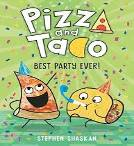 PIZZA
and
TACO
BEST PARTY EVER!
STEPHEN SHASKAN